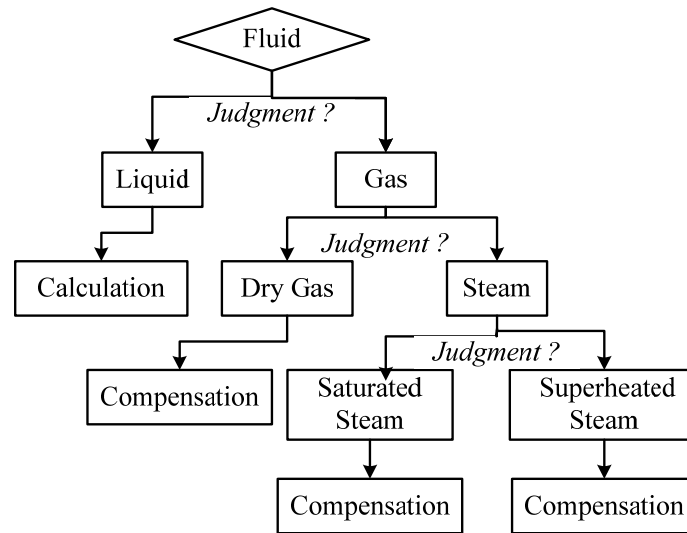 Fluid
Judgment ?
Liquid
Gas
Judgment ?
Calculation
Dry Gas
Steam
Judgment ?
Compensation
Saturated
Steam
Superheated
Steam
Compensation
Compensation